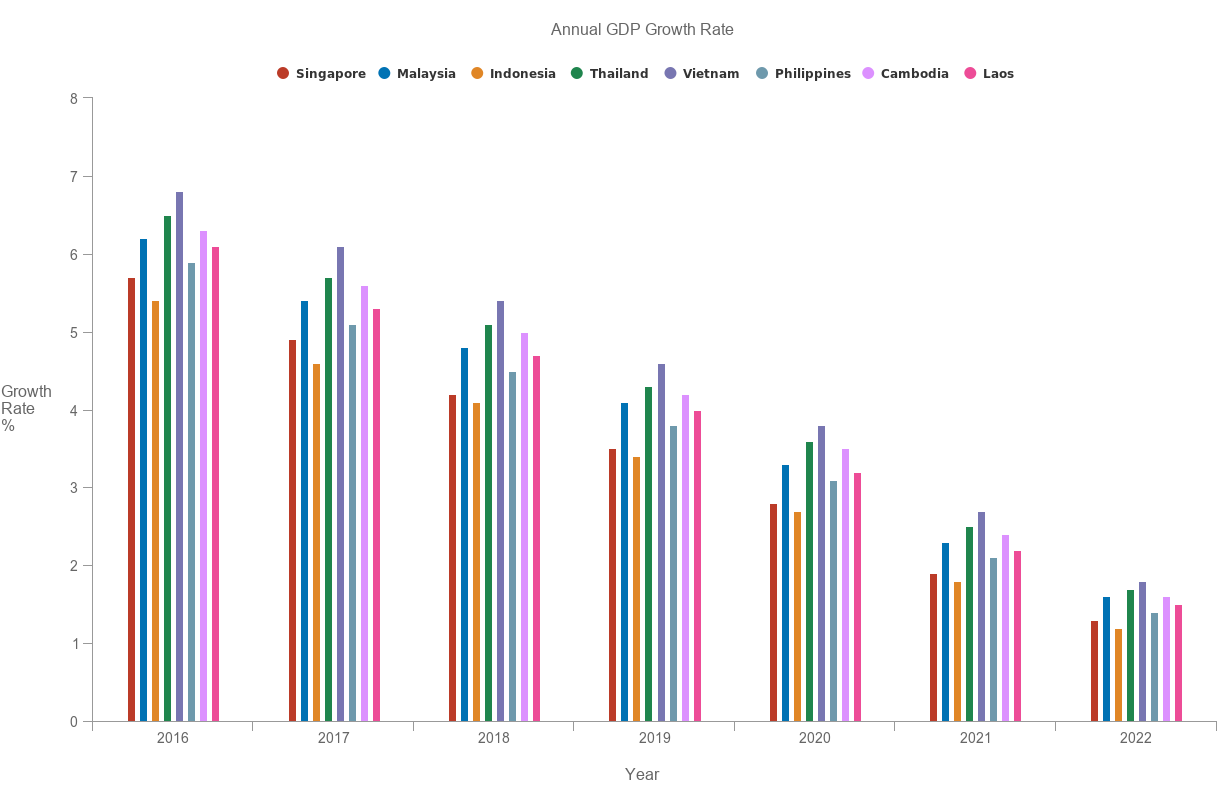 Annual GDP Growth Rate
Singapore Malaysia Indonesia Thailand Vietnam Philippines Cambodia Laos
8
7
6
5
4
3
2
1
0
Growth
Rate
%
2016 2017 2018 2019 2020 2021 2022
Year